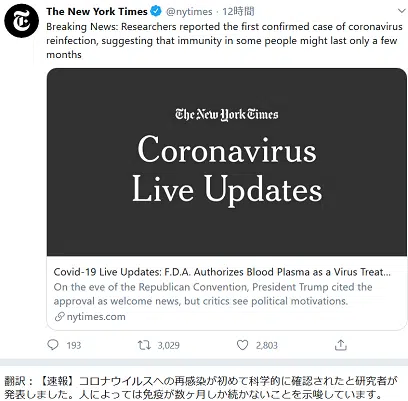 The New York Times @nytimes · 12時間
Breaking News: Researchers reported the first confirmed case of coronavirus
reinfection, suggesting that immunity in some people might last only a few
months
The New York Times
Coronavirus
Live Updates
Covid-19 Live Updates: F.D.A. Authorizes Blood Plasma as a Virus Treat...
On the eve of the Republican Convention, President Trump cited the
approval as welcome news, but critics see political motivations.
nytimes.com
193 3,029 2,803
翻訳：【速報】コロナウイルスへの再感染が初めて科学的に確認されたと研究者が
発表しました。人によっては免疫が数ヶ月しか続かないことを示唆しています。